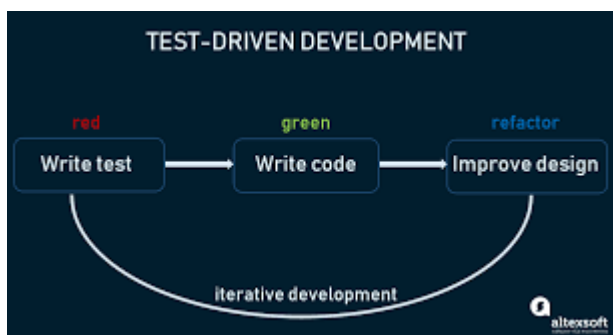 TEST-DRIVEN DEVELOPMENT
red
green
refactor
Write test
Write code
Improve design
iterative development
altexsoft